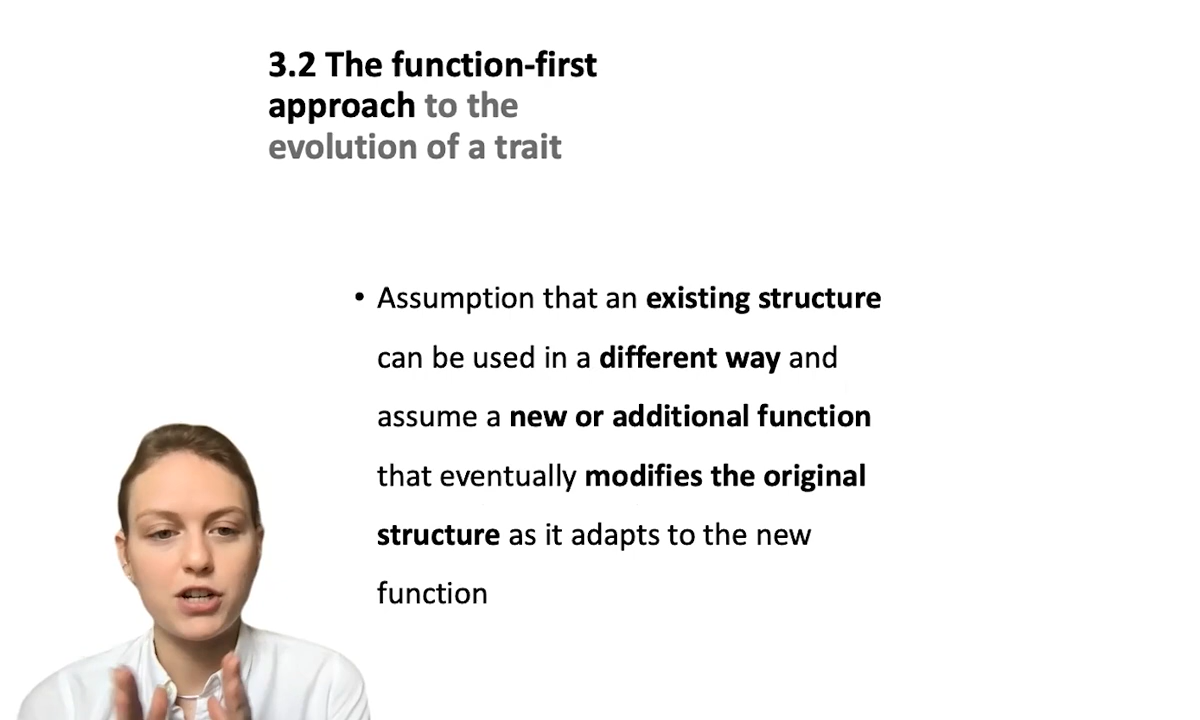 3.2 The function-first
approach to the
evolution of a trait
• Assumption that an existing structure
can be used in a different way and
assume a new or additional function
that eventually modifies the original
structure as it adapts to the new
function